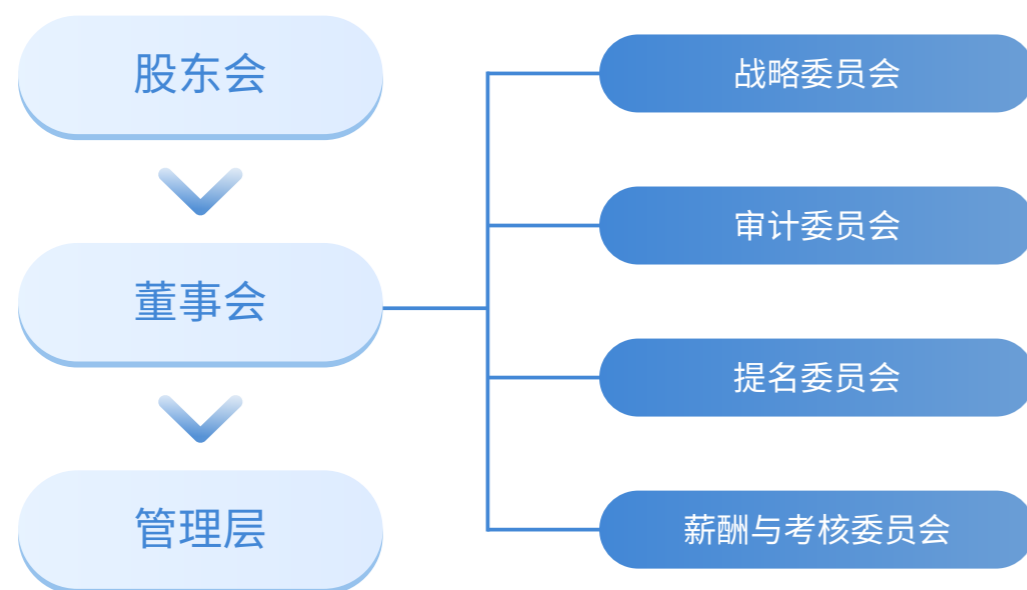 股东会
董事会
管理层
战略委员会
审计委员会
提名委员会
薪酬与考核委员会